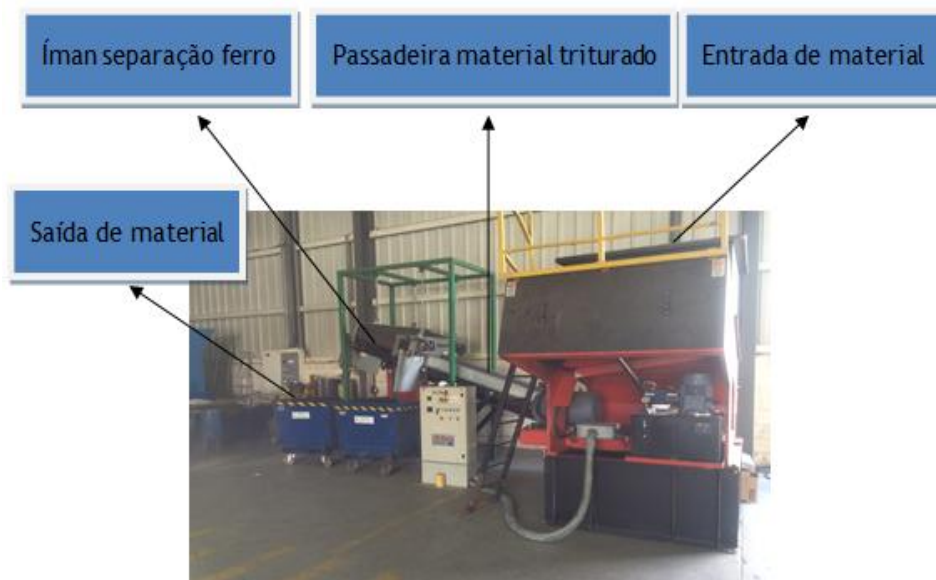 Íman separação ferro
Passadeira material triturado
Entrada de material
Saída de material